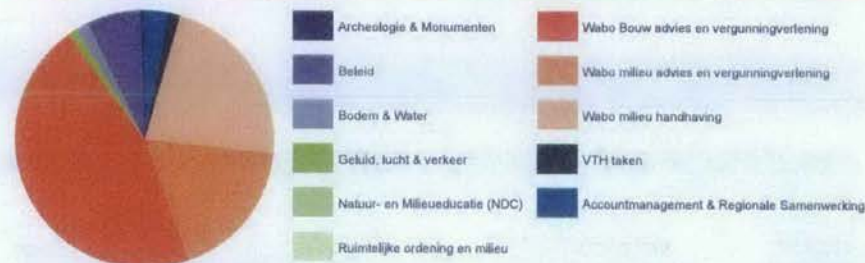 Archeologie & Monumenten
Beleid
Bodem & Water
Geluid, lucht & verkeer
Natuur- en Milieueducatie (NDC)
Ruimtelijke ordening en milieu
Wabo Bouw advies en vergunningverlening
Wabo milieu advies en vergunningverlening
Wabo milieu handhaving
VTH taken
Accountmanagement & Regionale Samenwerking